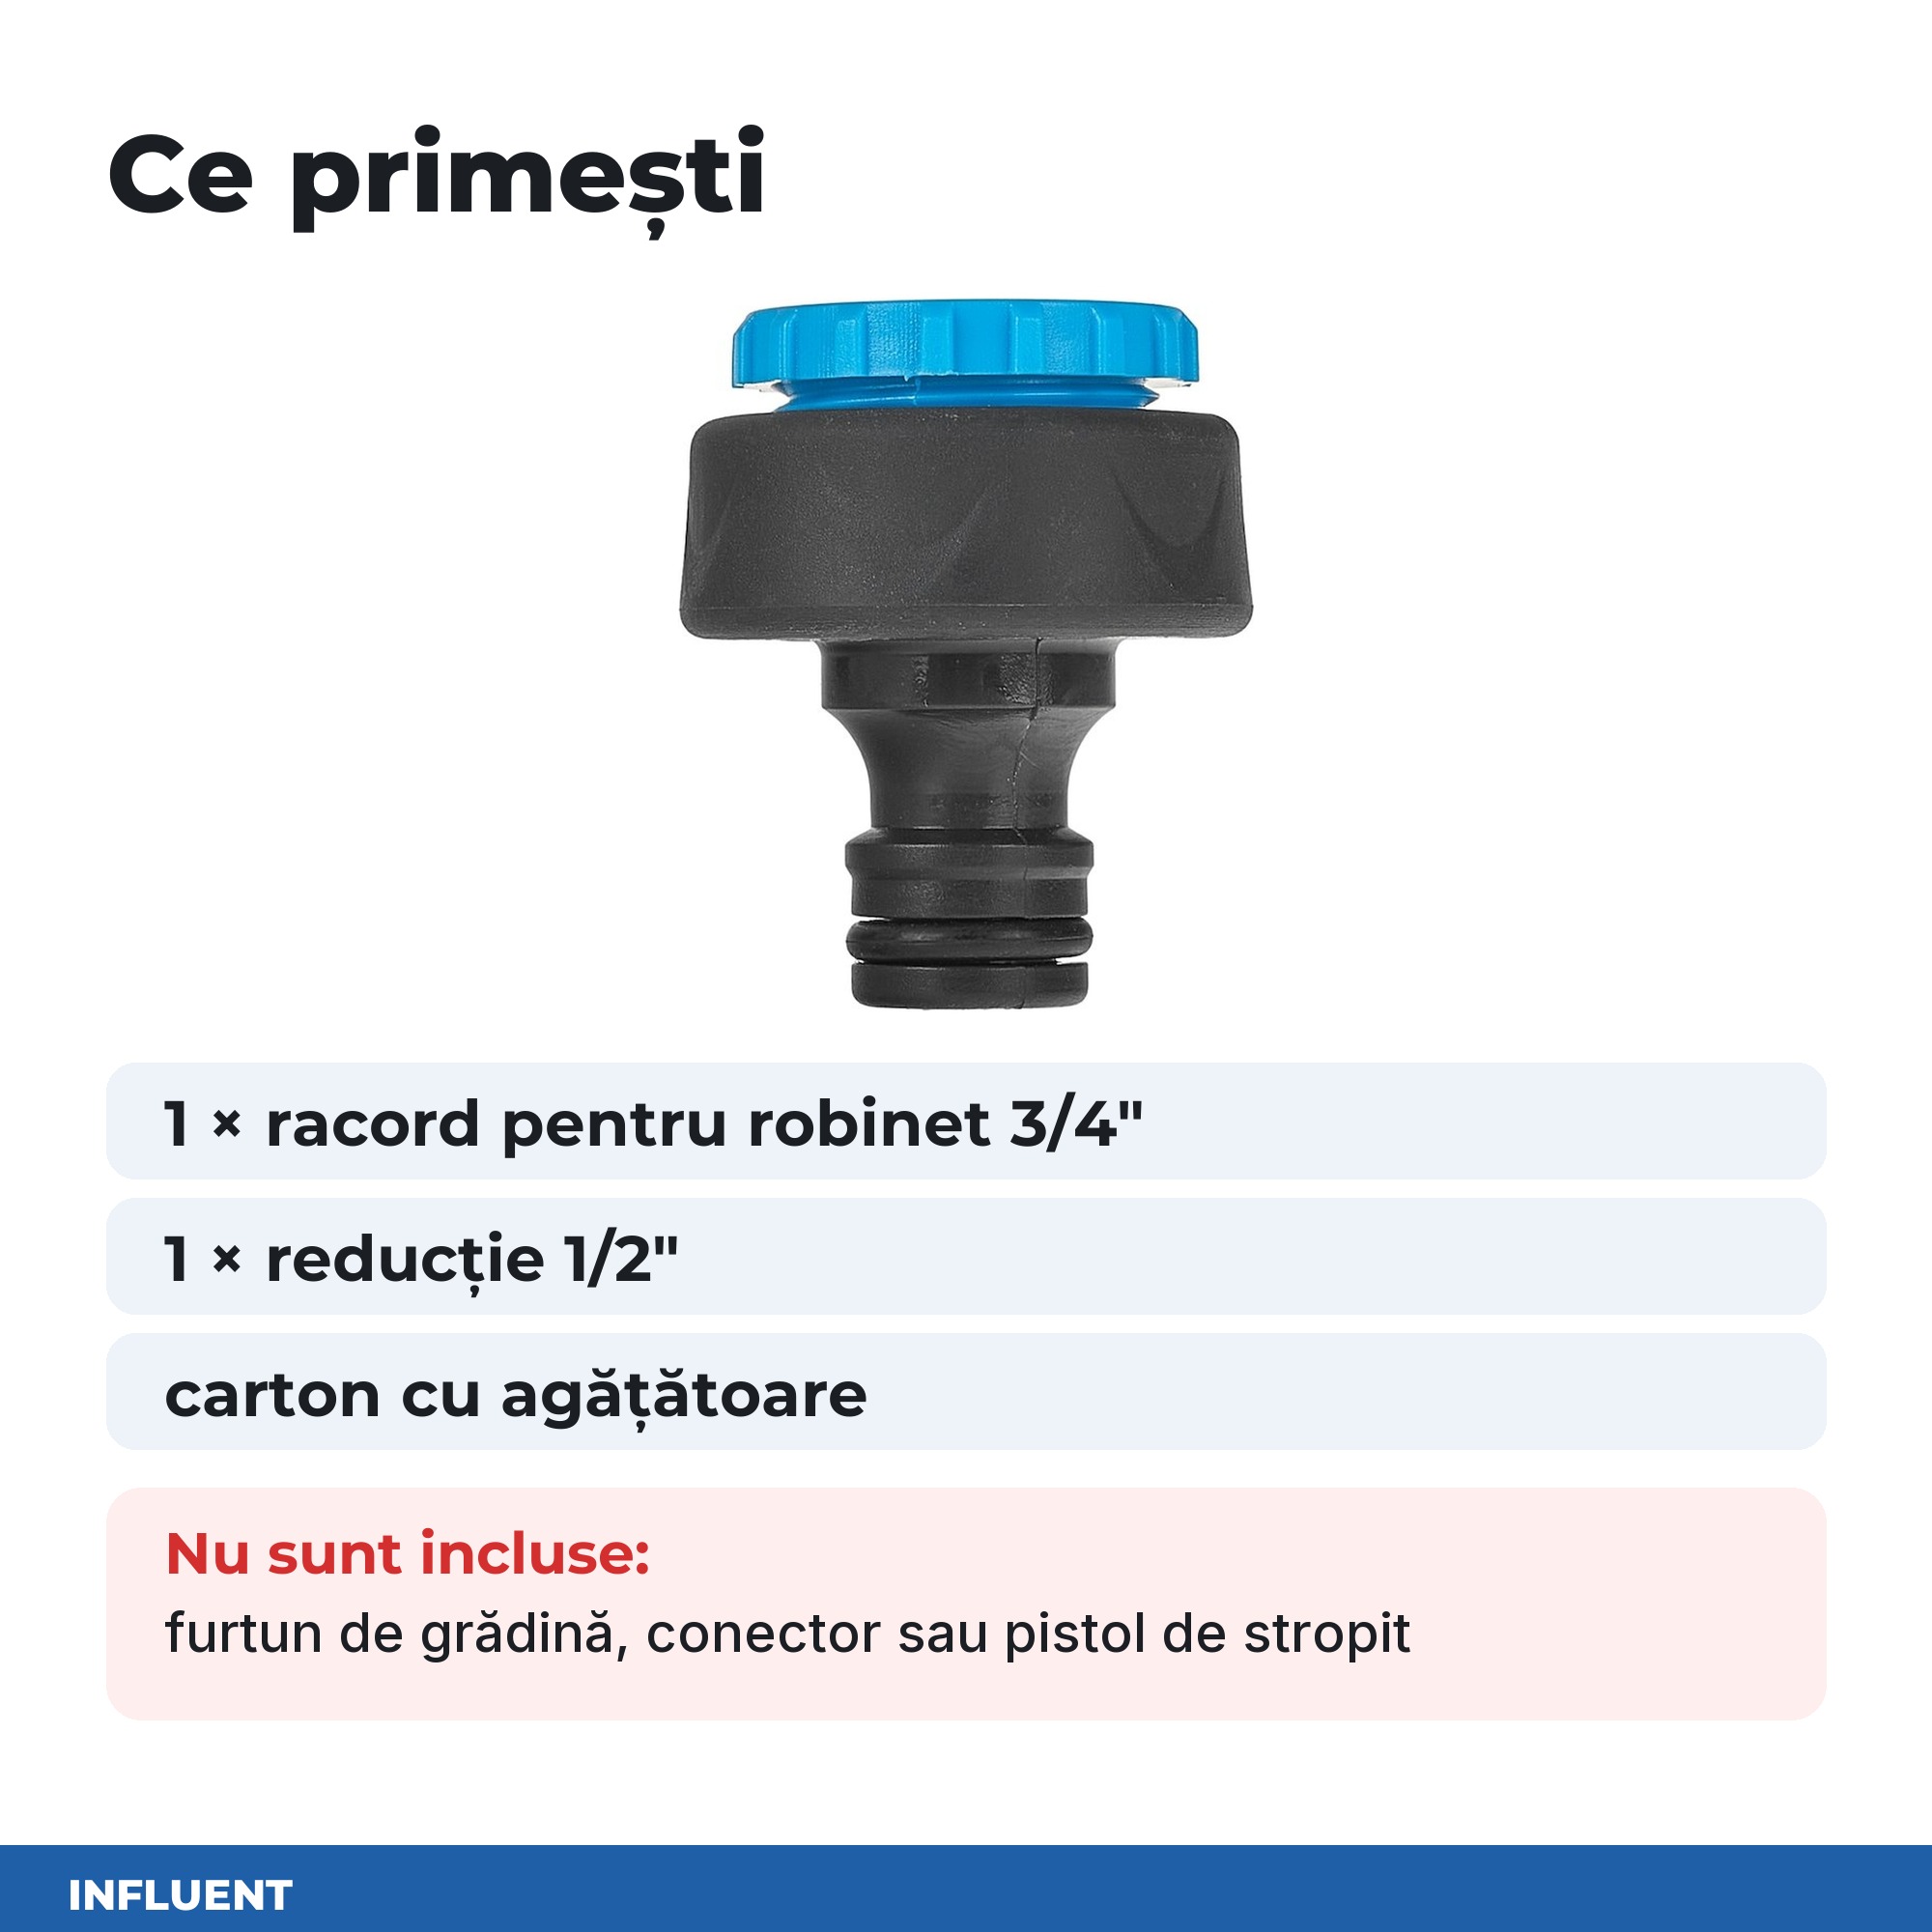 Ce primești
1 × racord pentru robinet 3/4"
1 × reducție 1/2"
carton cu agățătoare
Nu sunt incluse:
furtun de grădină, conector sau pistol de stropit
INFLUENT